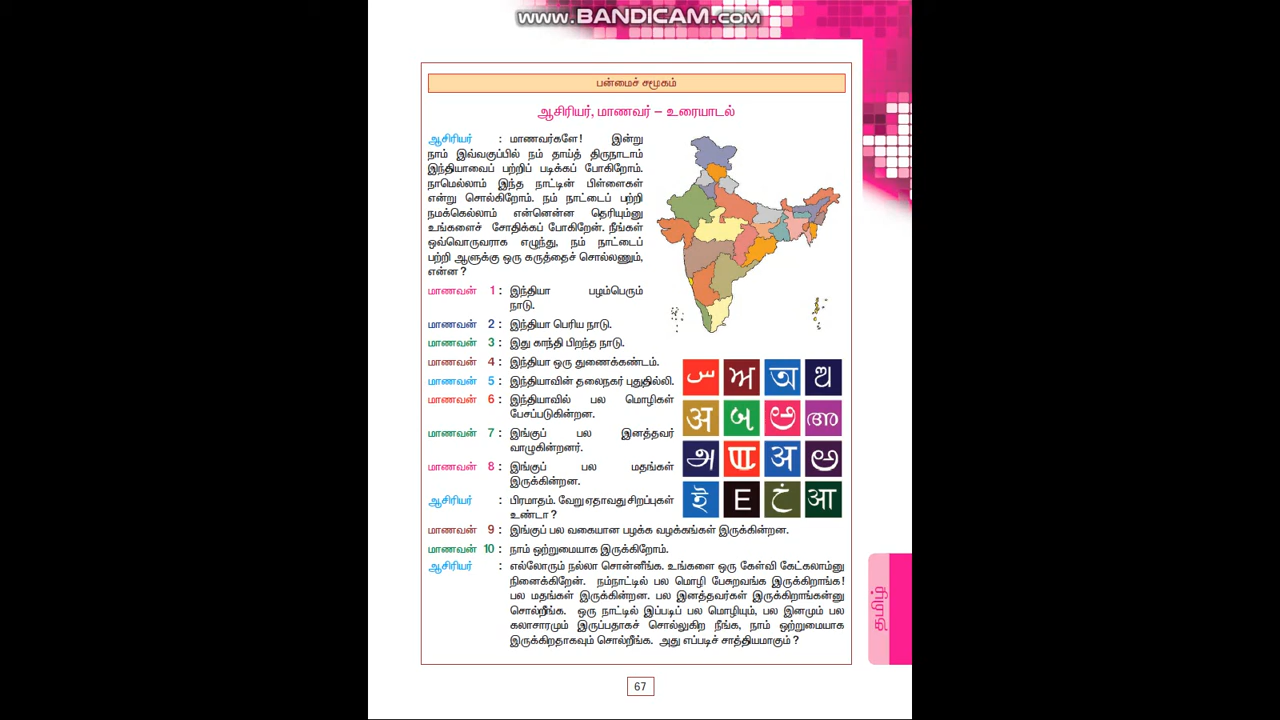 www.BANDICAM.com
பன்மைச் சமூகம்
ஆசிரியர், மாணவர் – உரையாடல்
ஆசிரியர் : மாணவர்களே! இன்று
நாம் இவ்வகுப்பில் நம் தாய்த் திருநாடாம்
இந்தியாவைப் பற்றிப் படிக்கப் போகிறோம்.
நாமெல்லாம் இந்த நாட்டின் பிள்ளைகள்
என்று சொல்கிறோம். நம் நாட்டைப் பற்றி
நமக்கெல்லாம் என்னென்ன தெரியும்னு
உங்களைச் சோதிக்கப் போகிறேன். நீங்கள்
ஒவ்வொருவராக எழுந்து, நம் நாட்டைப்
பற்றி ஆளுக்கு ஒரு கருத்தைச் சொல்லணும்,
என்ன ?
மாணவன் 1 : இந்தியா பழம்பெரும்
நாடு.
மாணவன் 2 : இந்தியா பெரிய நாடு.
மாணவன் 3 : இது காந்தி பிறந்த நாடு.
மாணவன் 4 : இந்தியா ஒரு துணைக்கண்டம்.
மாணவன் 5 : இந்தியாவின் தலைநகர் புதுதில்லி.
மாணவன் 6 : இந்தியாவில் பல மொழிகள்
பேசப்படுகின்றன.
மாணவன் 7 : இங்குப் பல இனத்தவர்
வாழுகின்றனர்.
மாணவன் 8 : இங்குப் பல மதங்கள்
இருக்கின்றன.
ஆசிரியர் : பிரமாதம். வேறு ஏதாவது சிறப்புகள்
உண்டா ?
மாணவன் 9 : இங்குப் பல வகையான பழக்க வழக்கங்கள் இருக்கின்றன.
மாணவன் 10 : நாம் ஒற்றுமையாக இருக்கிறோம்.
ஆசிரியர் : எல்லோரும் நல்லா சொன்னீங்க. உங்களை ஒரு கேள்வி கேட்கலாம்னு
நினைக்கிறேன். நம்நாட்டில் பல மொழி பேசுறவங்க இருக்கிறாங்க!
பல மதங்கள் இருக்கின்றன. பல இனத்தவர்கள் இருக்கிறாங்கன்னு
சொல்றீங்க. ஒரு நாட்டில் இப்படிப் பல மொழியும், பல இனமும் பல
கலாசாரமும் இருப்பதாகச் சொல்லுகிற நீங்க, நாம் ஒற்றுமையாக
இருக்கிறதாகவும் சொல்றீங்க. அது எப்படிச் சாத்தியமாகும் ?
س ਅ অ ଅ
अ બ ಅ അ
அ ꯀ अ అ
ई E خ आ
தமிழ்
67